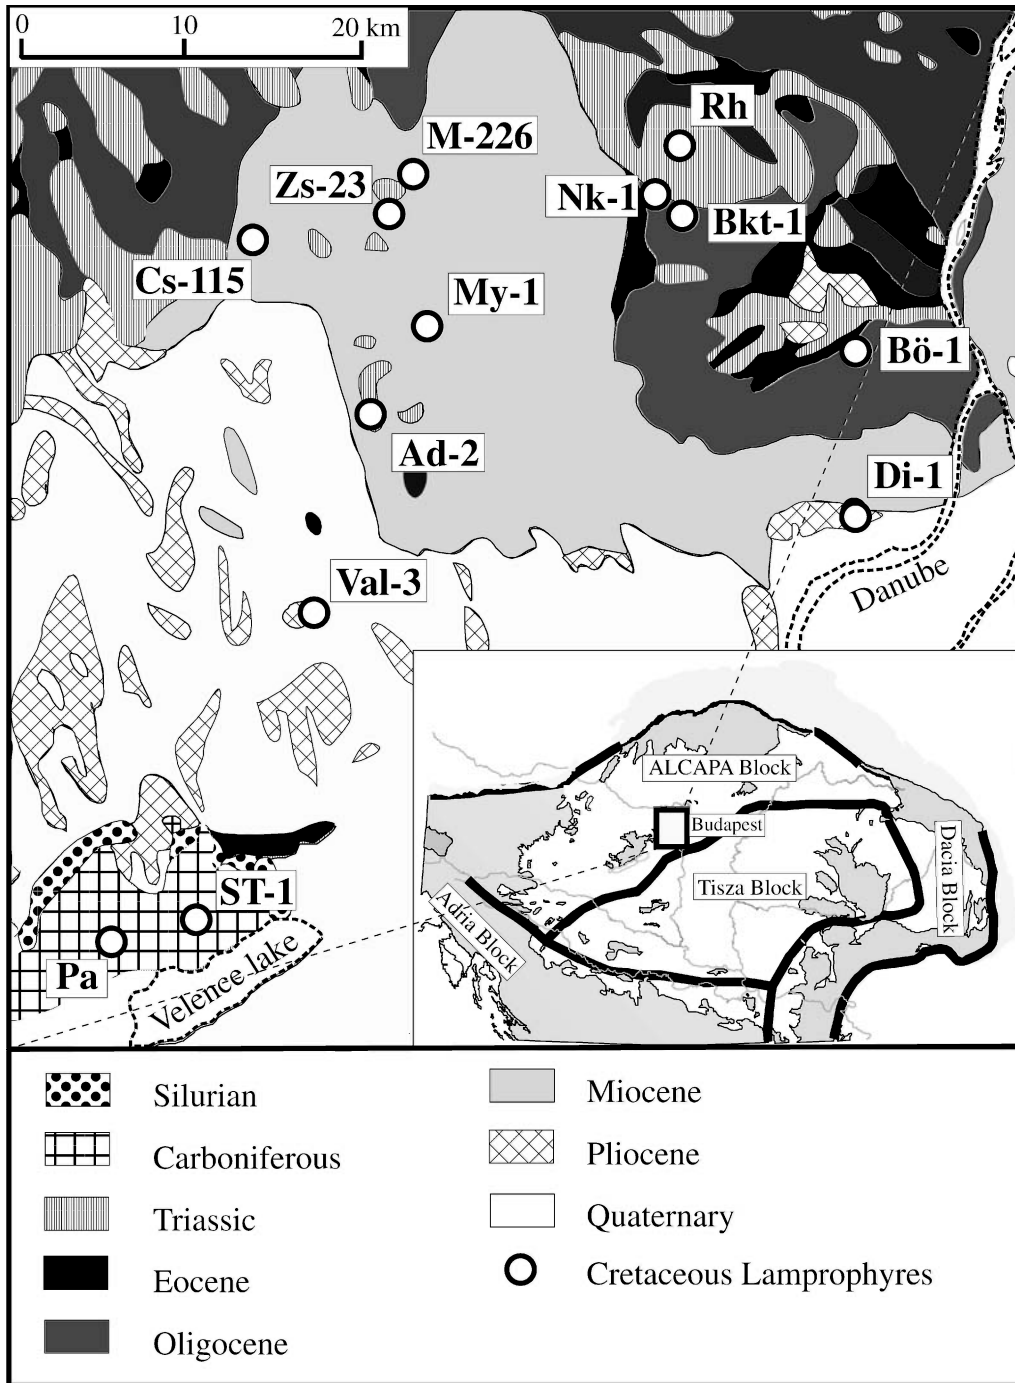 0 10 20 km
Rh
M-226
Zs-23
Nk-1
Bkt-1
Cs-115
My-1
Bö-1
Ad-2
Di-1
Val-3
Danube
ALCAPA Block
Budapest
Tisza Block
Dacia Block
Adria Block
ST-1
Pa
Velence lake
Silurian
Carboniferous
Triassic
Eocene
Oligocene
Miocene
Pliocene
Quaternary
Cretaceous Lamprophyres